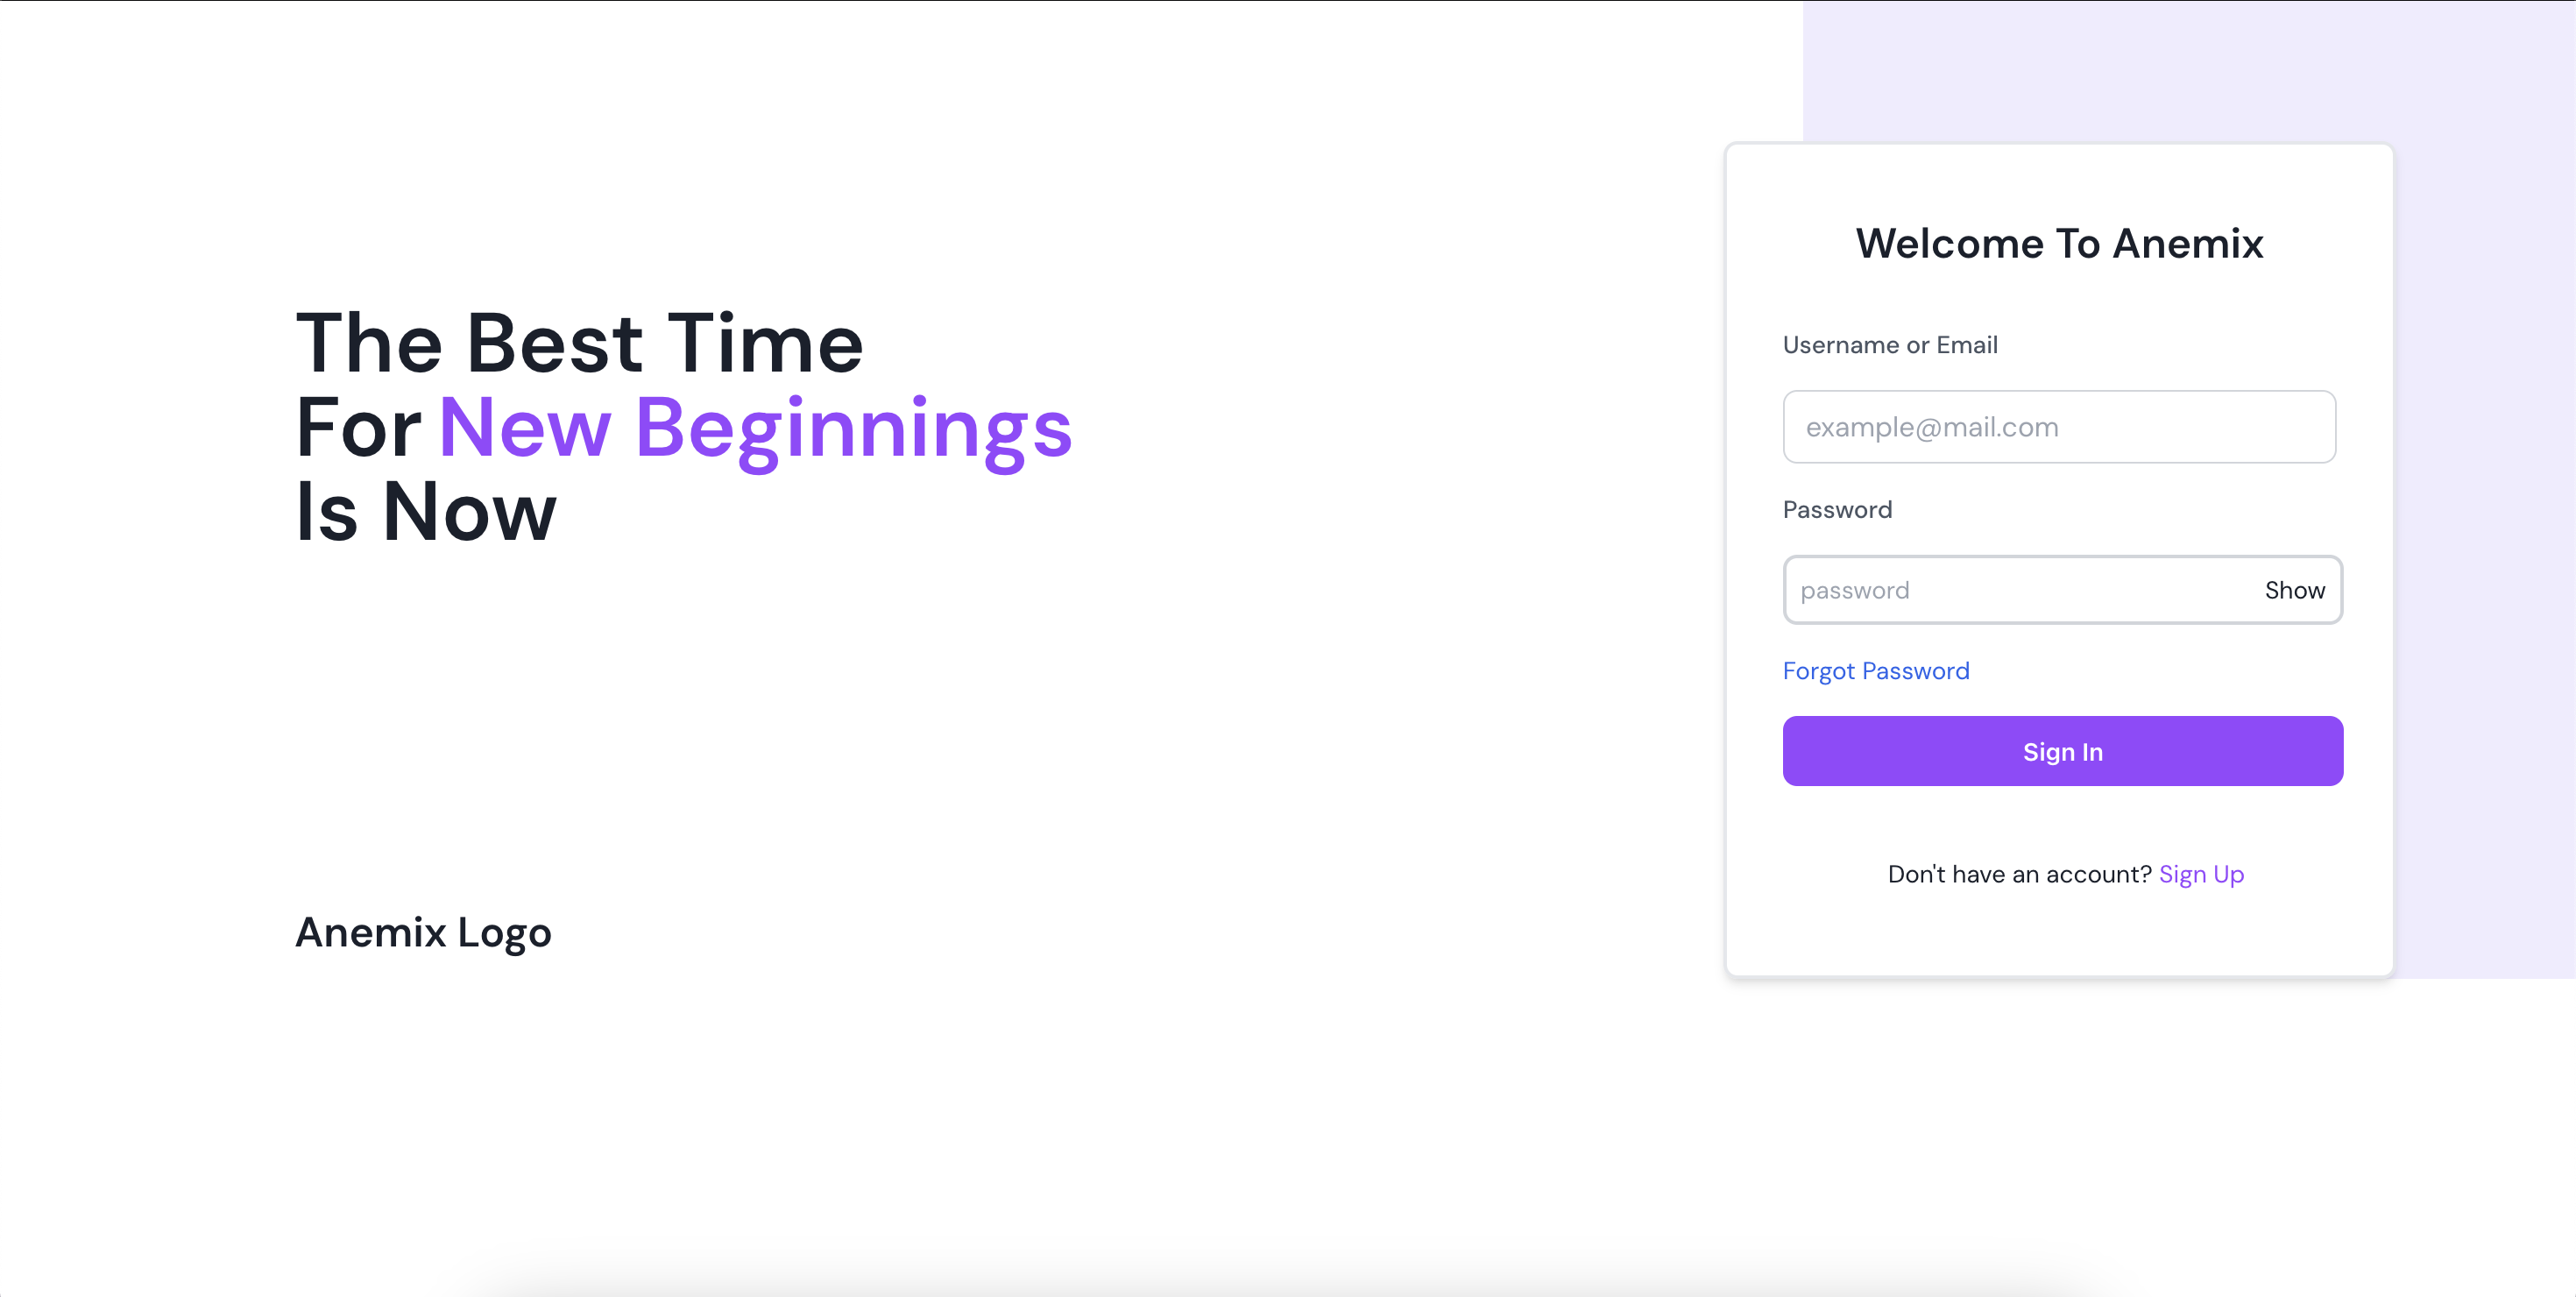 The Best Time
For New Beginnings
Is Now
Anemix Logo
Welcome To Anemix
Username or Email
example@mail.com
Password
password
Show
Forgot Password
Sign In
Don't have an account? Sign Up